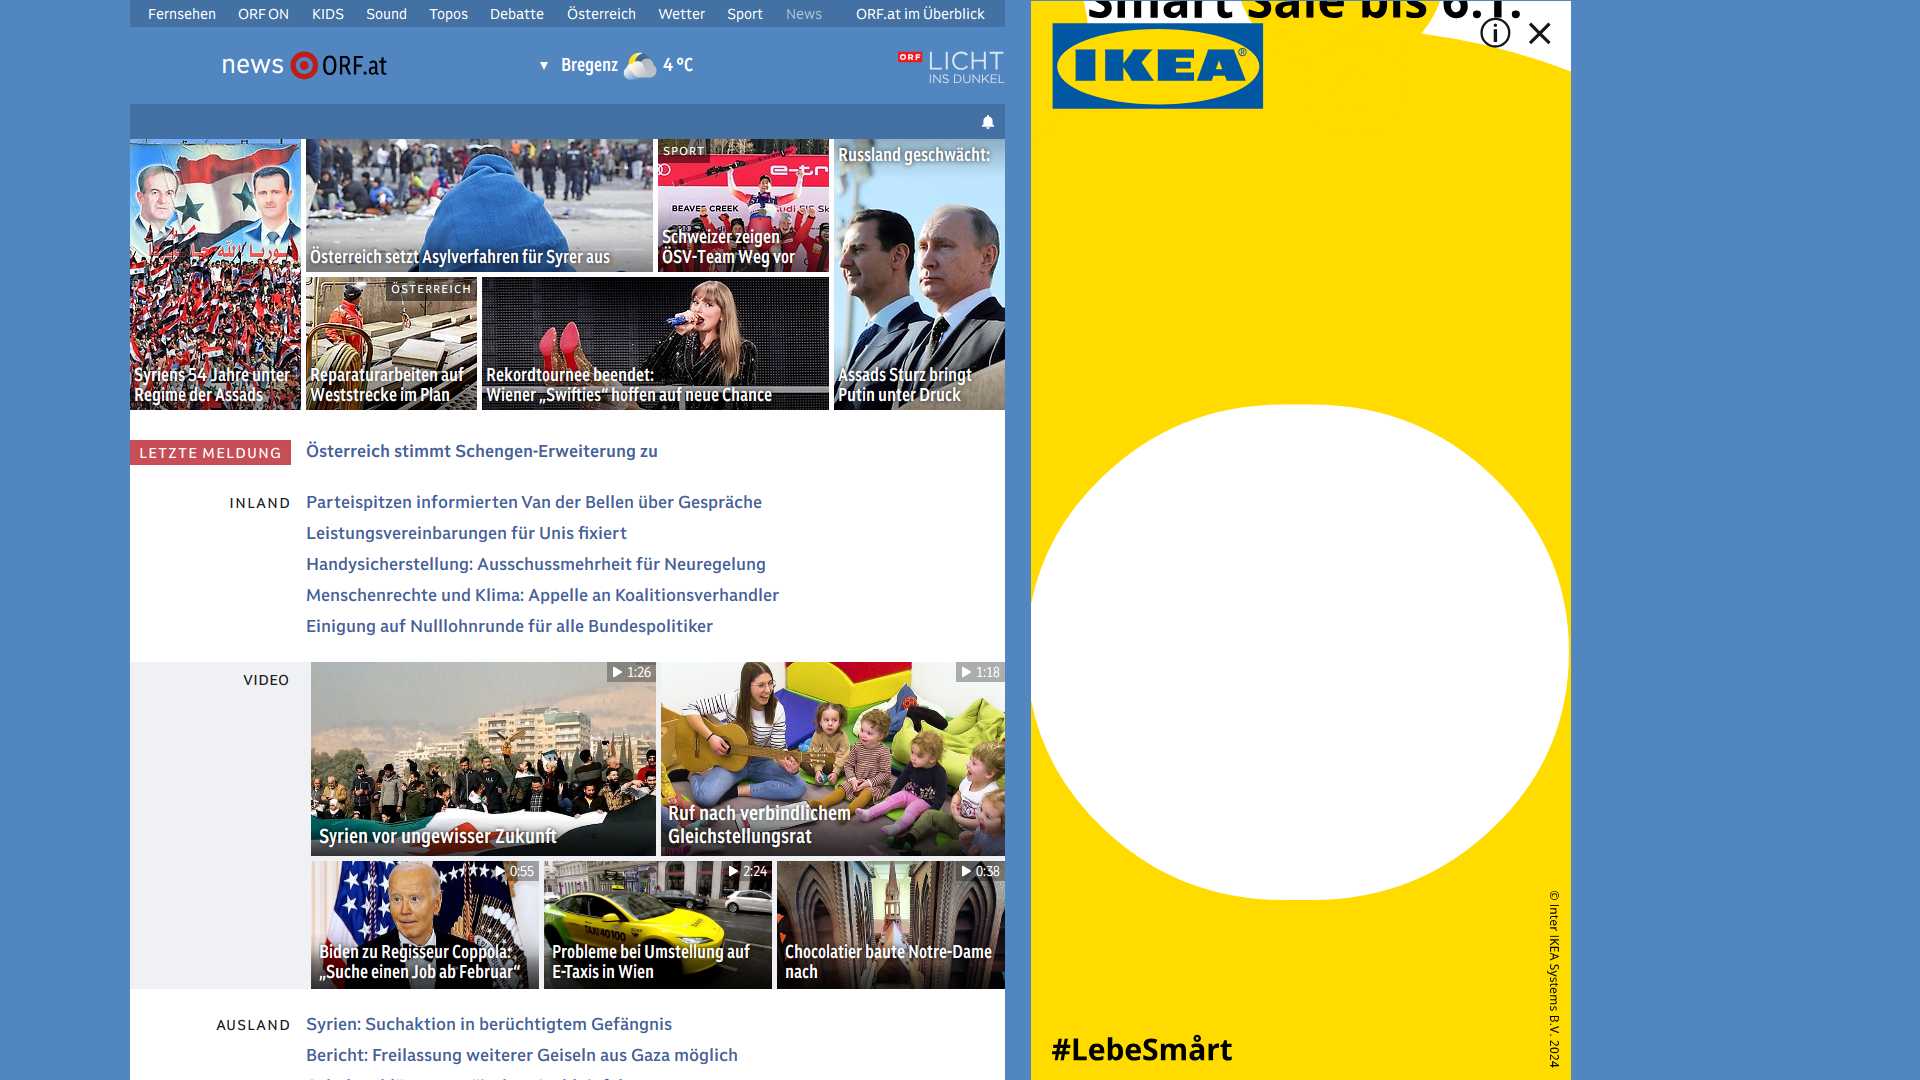 Fernsehen ORF ON KIDS Sound Topos Debatte Österreich Wetter Sport News ORF.at im Überblick
news ORF.at
Bregenz 4 °C
ORF LICHT
INS DUNKEL
Syriens 54 Jahre unter
Regime der Assads
Österreich setzt Asylverfahren für Syrer aus
SPORT
BEAVER CREEK
Schweizer zeigen
ÖSV-Team Weg vor
Russland geschwächt:
Assads Sturz bringt
Putin unter Druck
ÖSTERREICH
Reparaturarbeiten auf
Weststrecke im Plan
Rekordtournee beendet:
Wiener „Swifties“ hoffen auf neue Chance
LETZTE MELDUNG
Österreich stimmt Schengen-Erweiterung zu
INLAND
Parteispitzen informierten Van der Bellen über Gespräche
Leistungsvereinbarungen für Unis fixiert
Handysicherstellung: Ausschussmehrheit für Neuregelung
Menschenrechte und Klima: Appelle an Koalitionsverhandler
Einigung auf Nulllohnrunde für alle Bundespolitiker
VIDEO
1:26
Syrien vor ungewisser Zukunft
1:18
Ruf nach verbindlichem
Gleichstellungsrat
0:55
Biden zu Regisseur Coppola:
„Suche einen Job ab Februar“
2:24
TAXI 40100
Probleme bei Umstellung auf
E-Taxis in Wien
0:38
Chocolatier baute Notre-Dame
nach
AUSLAND
Syrien: Suchaktion in berüchtigtem Gefängnis
Bericht: Freilassung weiterer Geiseln aus Gaza möglich
Smart Sale bis 6.1.
IKEA®
© Inter IKEA Systems B.V. 2024
#LebeSmårt